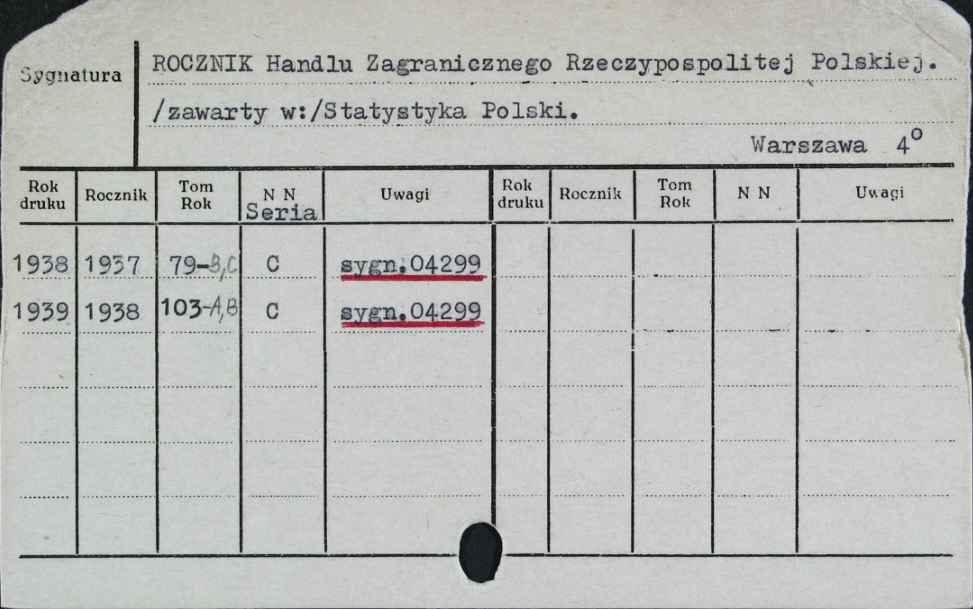 Sygnatura
ROCZNIK Handlu Zagranicznego Rzeczypospolitej Polskiej.
/zawarty w:/Statystyka Polski.
Warszawa 4°
Rok druku Rocznik Tom Rok N N Seria Uwagi Rok druku Rocznik Tom Rok N N Uwagi
1938 1937 79-B,C C sygn.04299
1939 1938 103-A,B C sygn.04299